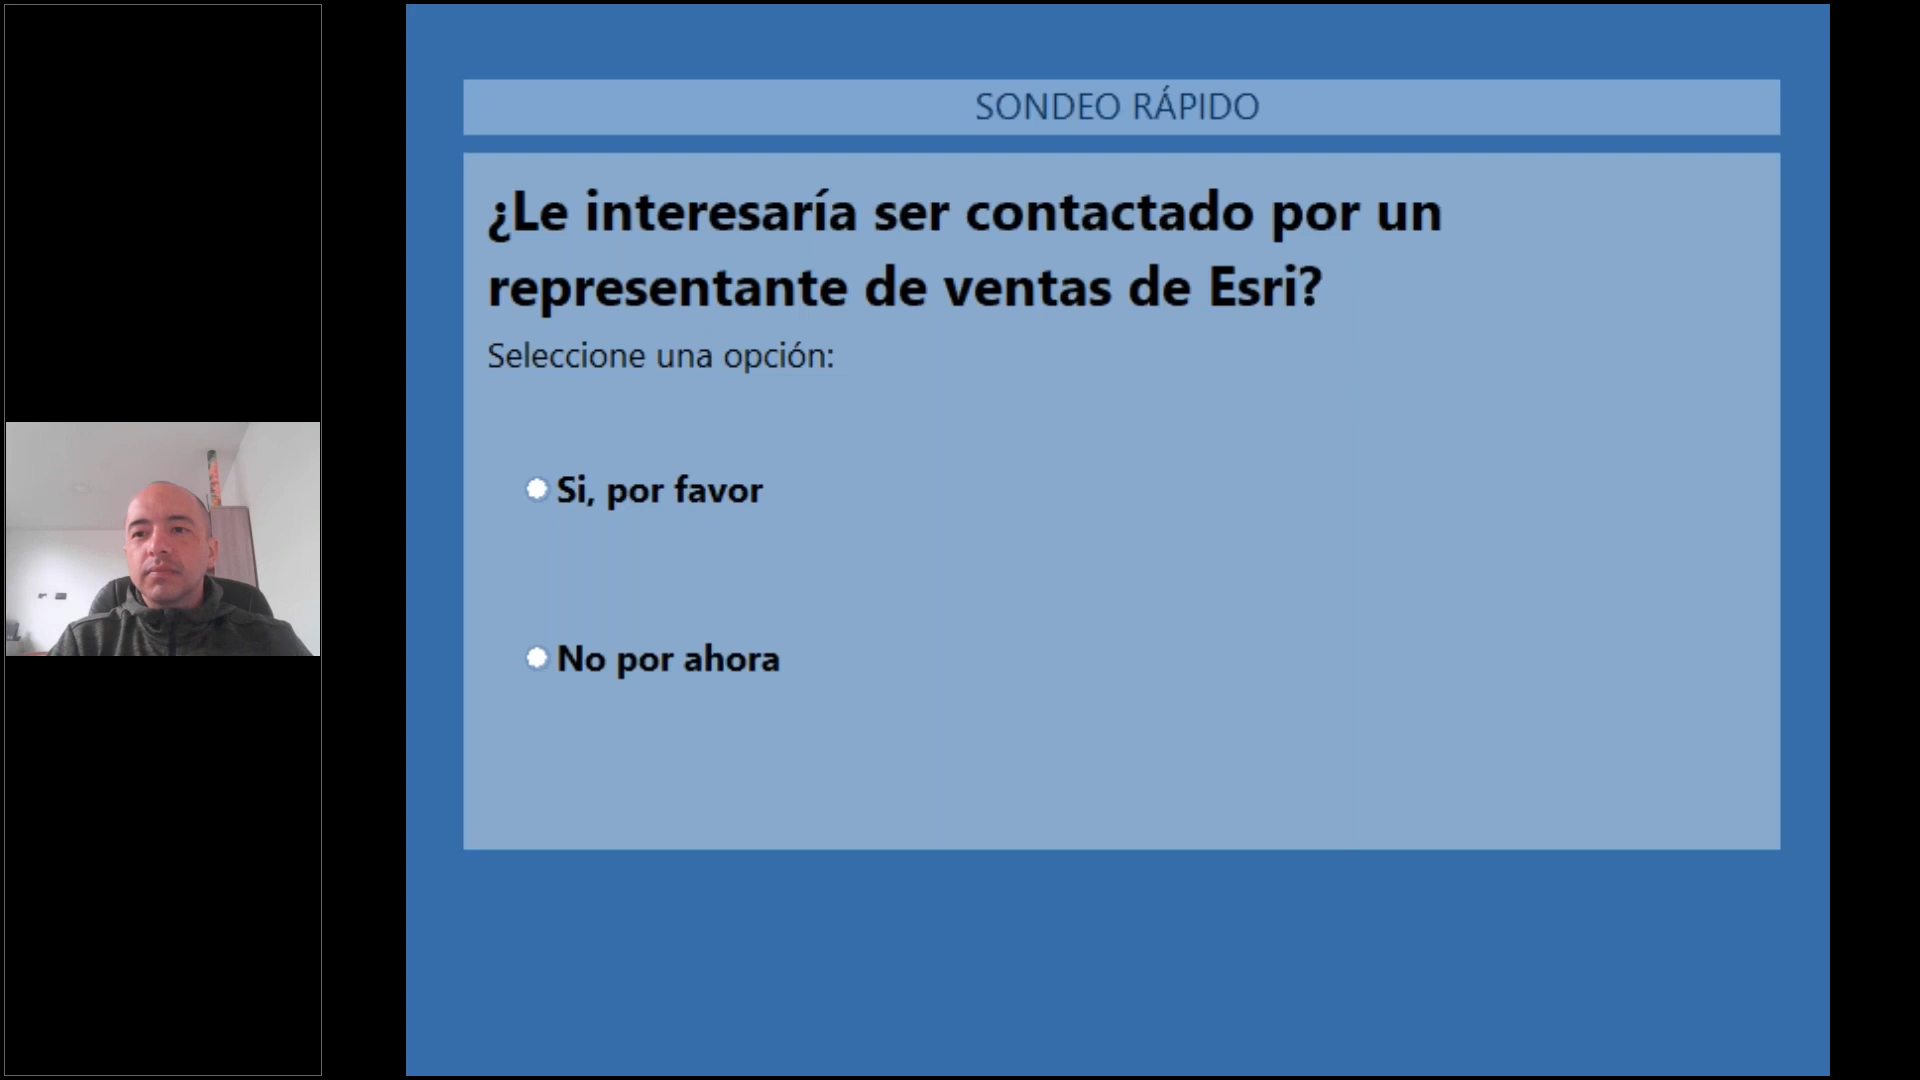 SONDEO RÁPIDO
¿Le interesaría ser contactado por un
representante de ventas de Esri?
Seleccione una opción:
Si, por favor
No por ahora